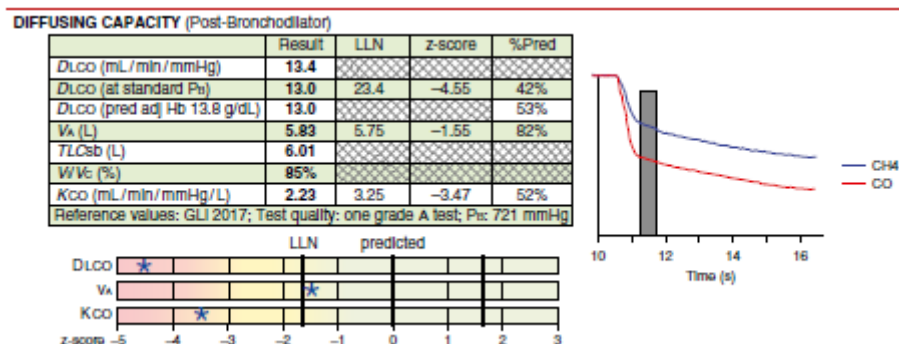 DIFFUSING CAPACITY (Post-Bronchodilator)
Result LLN z-score %Pred
DLCO (mL/min/mmHg) 13.4
DLCO (at standard PB) 13.0 23.4 –4.55 42%
DLCO (pred adj Hb 13.8 g/dL) 13.0 53%
VA (L) 5.83 5.75 –1.55 82%
TLCsb (L) 6.01
VI/VC (%) 85%
KCO (mL/min/mmHg/L) 2.23 3.25 –3.47 52%
Reference values: GLI 2017; Test quality: one grade A test; PB: 721 mmHg
CH4
CO
10 12 14 16
Time (s)
LLN predicted
DLCO
VA
KCO
z-score –5 –4 –3 –2 –1 0 1 2 3